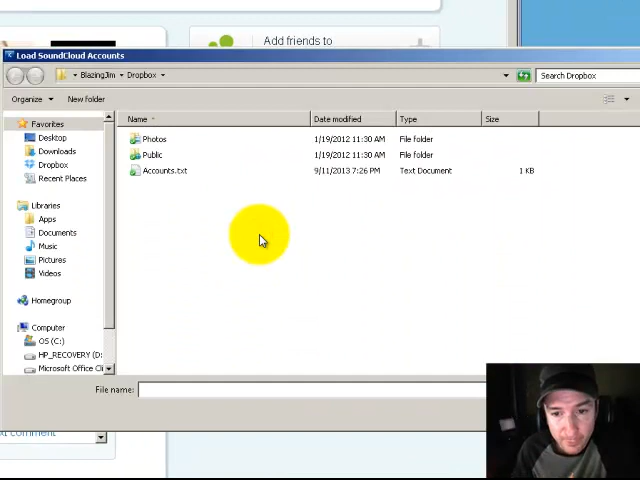 Add friends to
Load SoundCloud Accounts
BlazingJim Dropbox
Search Dropbox
Organize New folder
Name Date modified Type Size
Favorites
Desktop
Downloads
Dropbox
Recent Places
Libraries
Apps
Documents
Music
Pictures
Videos
Homegroup
Computer
OS (C:)
HP_RECOVERY (D:
Microsoft Office Cli
Photos 1/19/2012 11:30 AM File folder
Public 1/19/2012 11:30 AM File folder
Accounts.txt 9/11/2013 7:26 PM Text Document 1 KB
File name:
comment